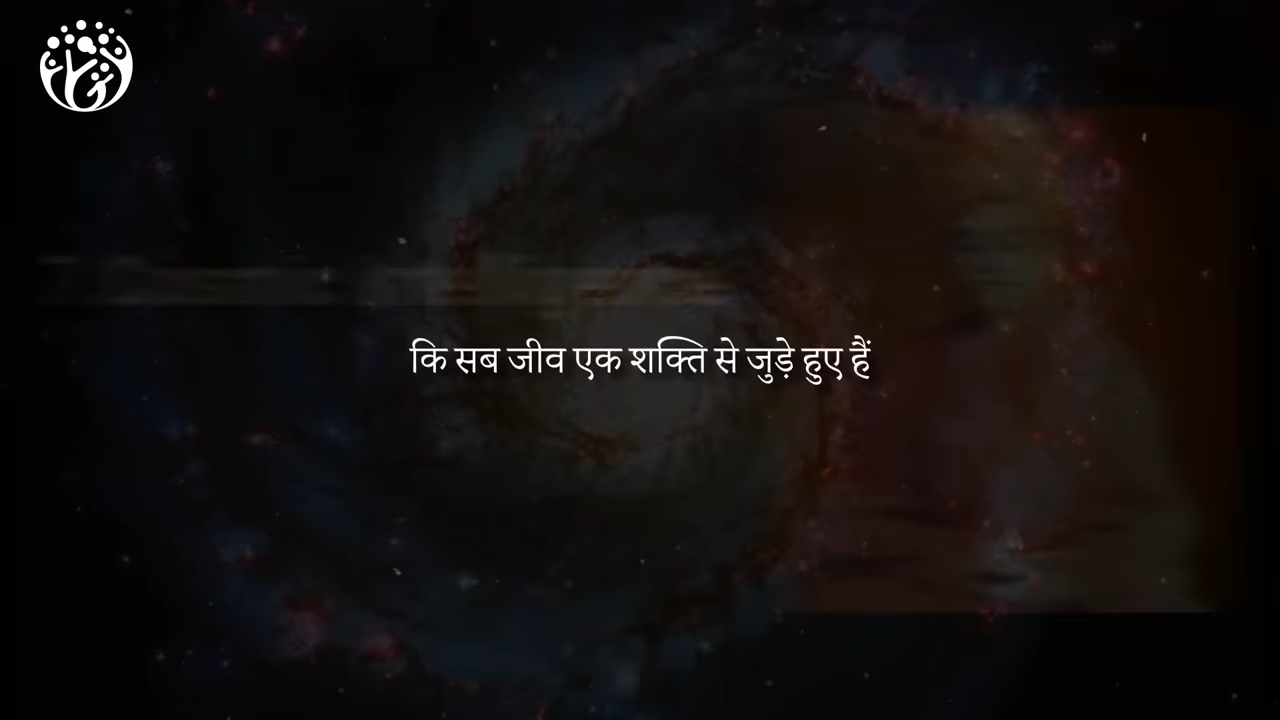 कि सब जीव एक शक्ति से जुड़े हुए हैं